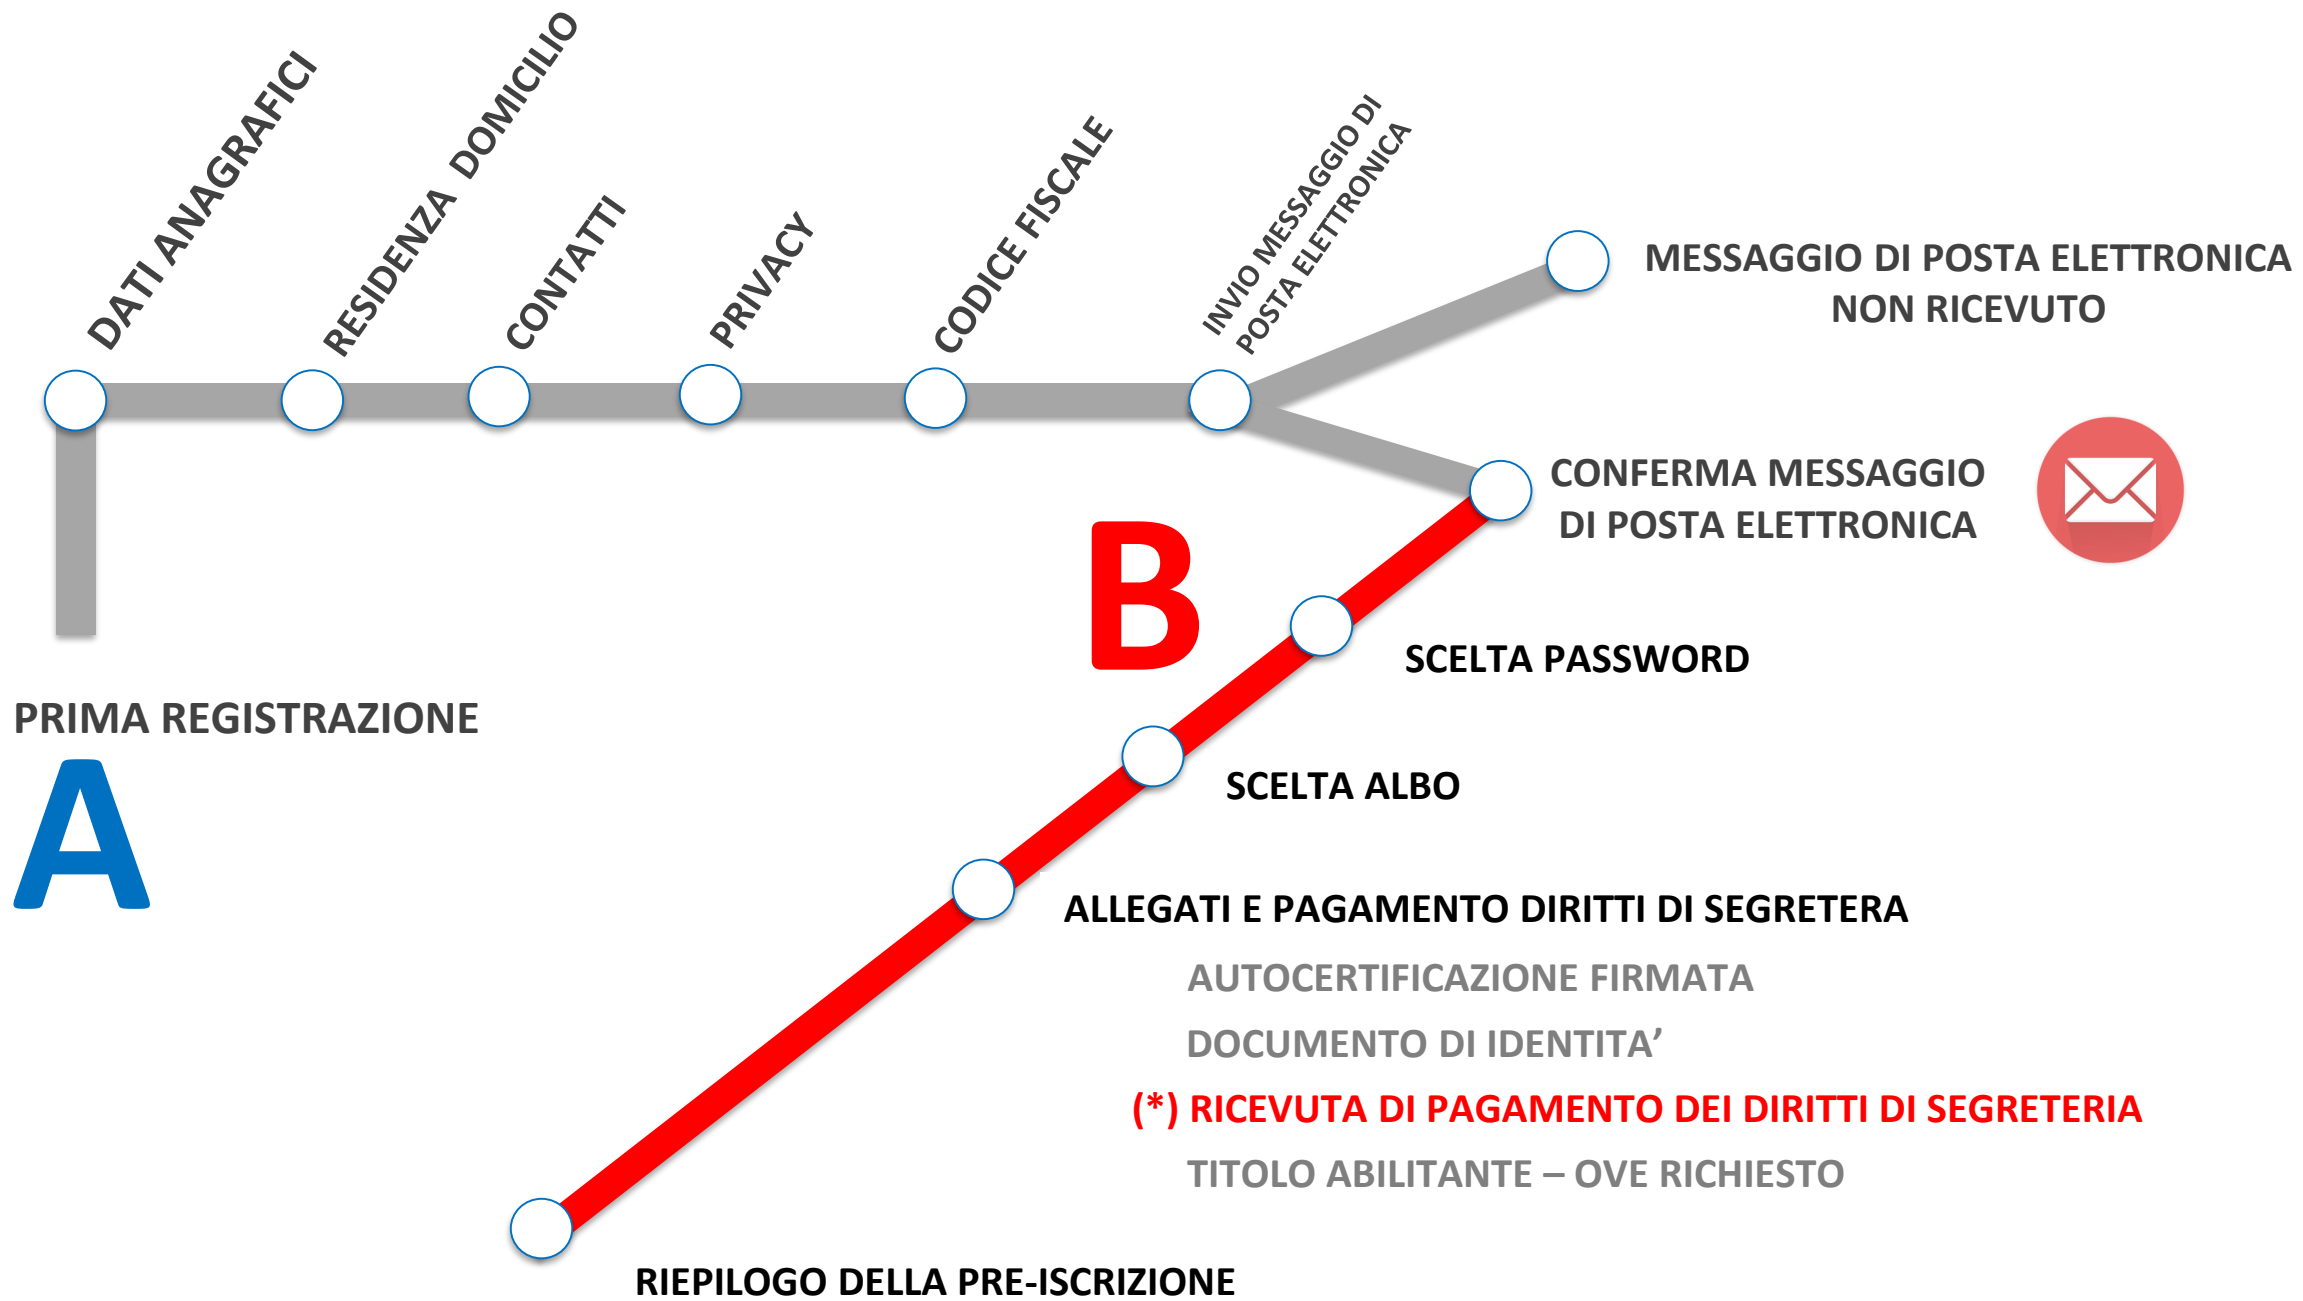 DATI ANAGRAFICI
RESIDENZA DOMICILIO
CONTATTI
PRIVACY
CODICE FISCALE
INVIO MESSAGGIO DI
POSTA ELETTRONICA
MESSAGGIO DI POSTA ELETTRONICA
NON RICEVUTO
CONFERMA MESSAGGIO
DI POSTA ELETTRONICA
B
SCELTA PASSWORD
PRIMA REGISTRAZIONE
A
SCELTA ALBO
ALLEGATI E PAGAMENTO DIRITTI DI SEGRETERA
AUTOCERTIFICAZIONE FIRMATA
DOCUMENTO DI IDENTITA’
(*) RICEVUTA DI PAGAMENTO DEI DIRITTI DI SEGRETERIA
TITOLO ABILITANTE – OVE RICHIESTO
RIEPILOGO DELLA PRE-ISCRIZIONE